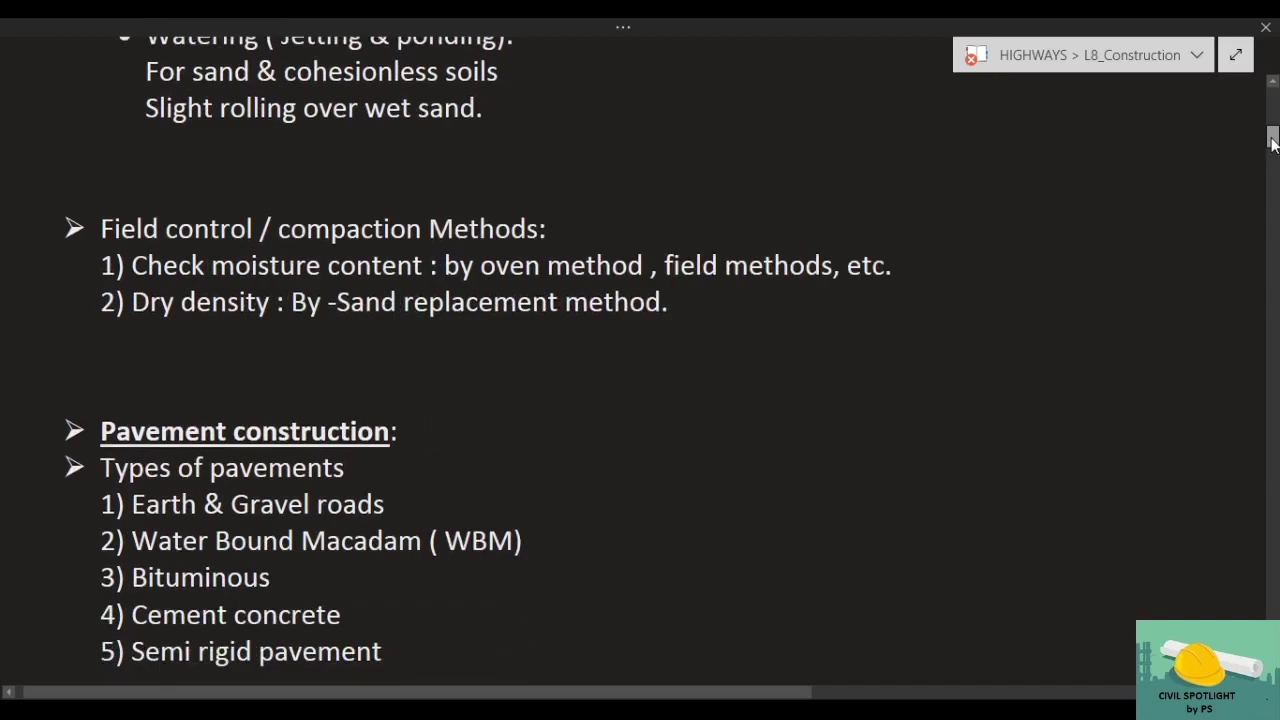 • Watering ( Jetting & ponding).
For sand & cohesionless soils
Slight rolling over wet sand.
HIGHWAYS > L8_Construction
➢ Field control / compaction Methods:
1) Check moisture content : by oven method , field methods, etc.
2) Dry density : By -Sand replacement method.
➢ Pavement construction:
➢ Types of pavements
1) Earth & Gravel roads
2) Water Bound Macadam ( WBM)
3) Bituminous
4) Cement concrete
5) Semi rigid pavement
CIVIL SPOTLIGHT
by PS